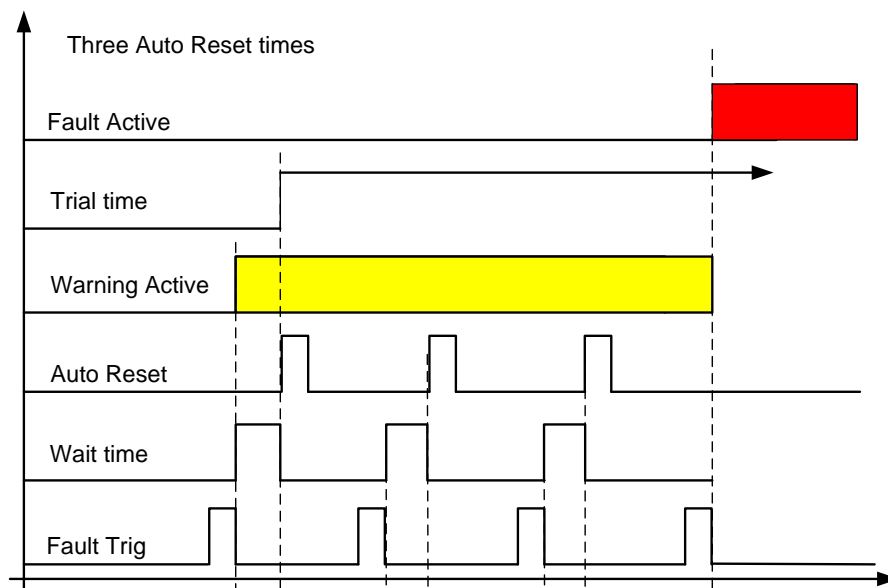 Three Auto Reset times
Fault Active
Trial time
Warning Active
Auto Reset
Wait time
Fault Trig